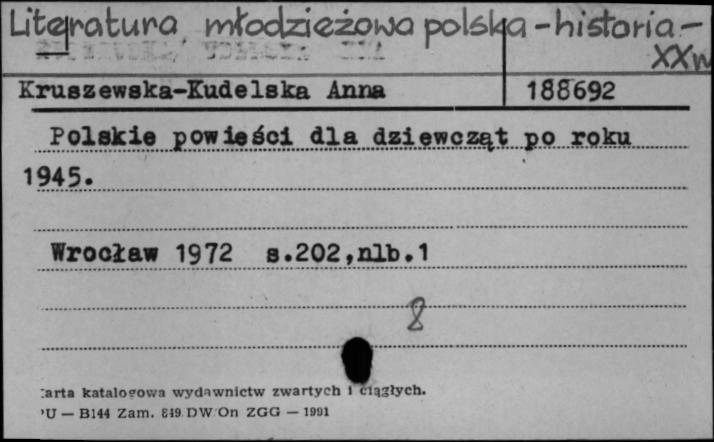 Literatura młodzieżowa polska - historia -
XXw
Kruszewska-Kudelska Anna 188692
Polskie powieści dla dziewcząt po roku
1945.
Wrocław 1972 s.202,nlb.1
8
arta katalogowa wydawnictw zwartych i ciągłych.
U — B144 Zam. 849 DW/On ZGG — 1991